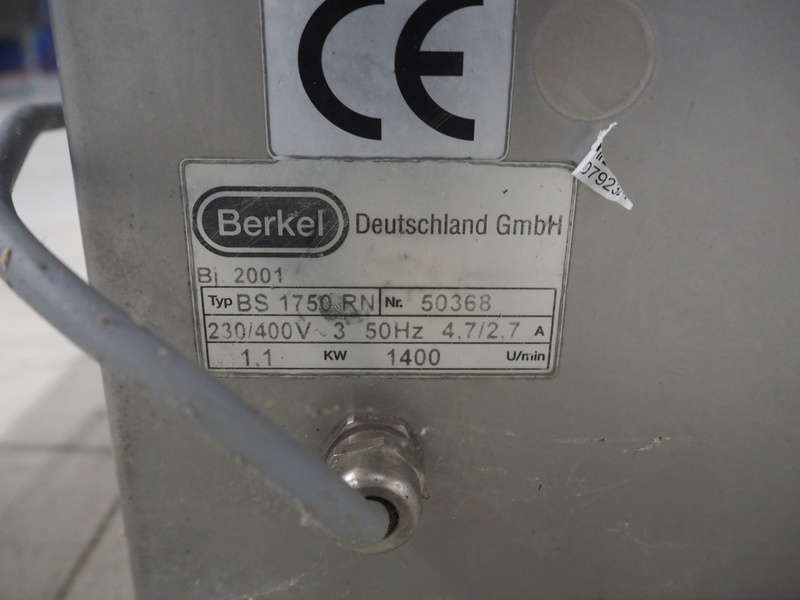 CE
Berkel Deutschland GmbH
Bj. 2001
Typ BS 1750 RN Nr. 50368
230/400V ~ 3 50Hz 4.7/2.7 A
1.1 KW 1400 U/min